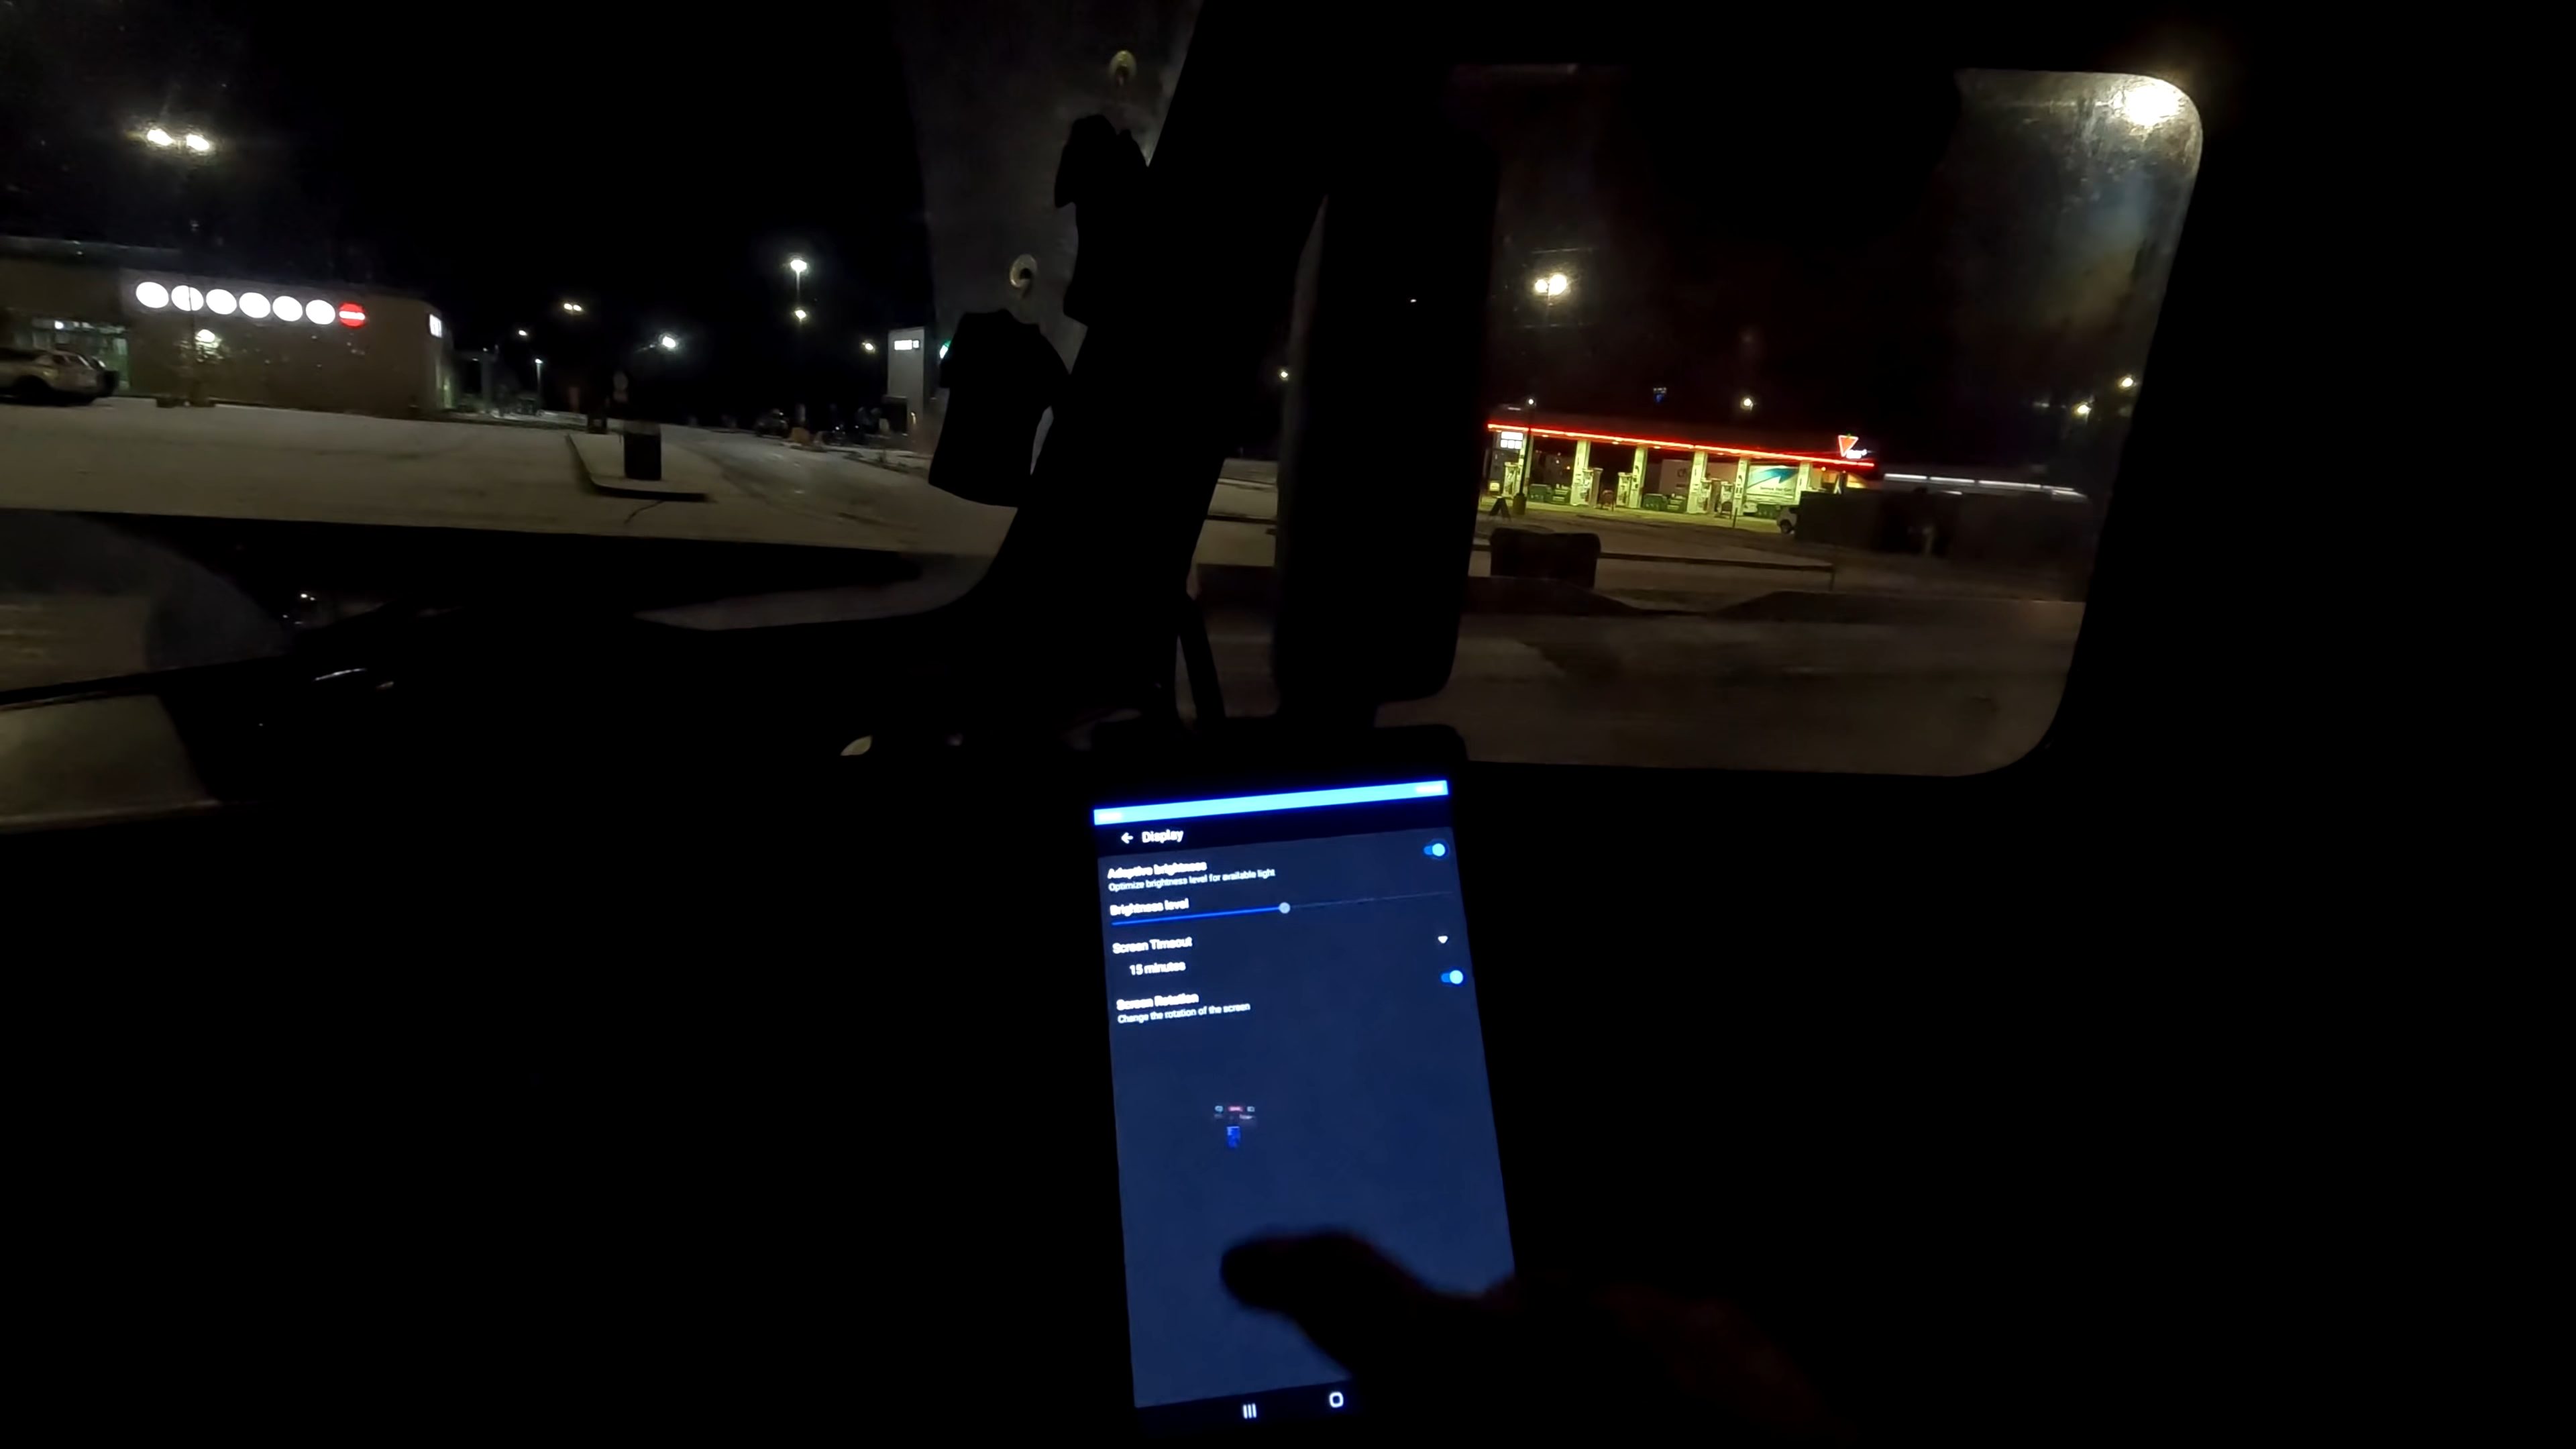 Display
Adaptive brightness
Optimize brightness level for available light
Brightness level
Screen Timeout
15 minutes
Screen Rotation
Change the rotation of the screen